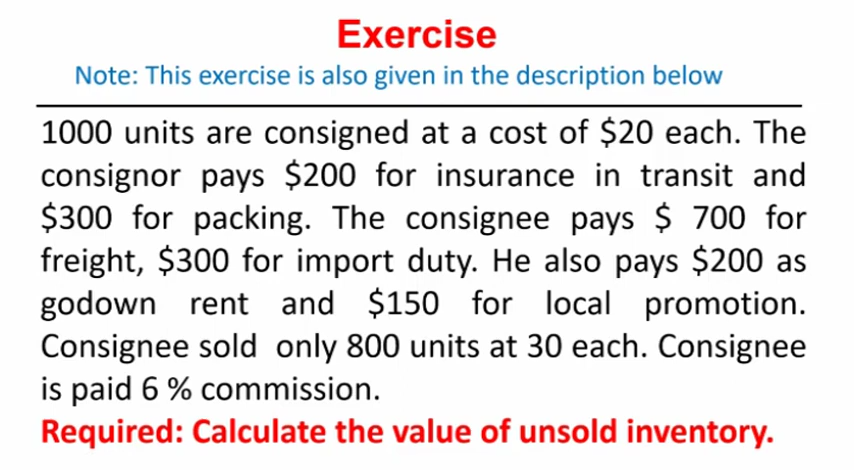 Exercise
Note: This exercise is also given in the description below
1000 units are consigned at a cost of $20 each. The
consignor pays $200 for insurance in transit and
$300 for packing. The consignee pays $ 700 for
freight, $300 for import duty. He also pays $200 as
godown rent and $150 for local promotion.
Consignee sold only 800 units at 30 each. Consignee
is paid 6 % commission.
Required: Calculate the value of unsold inventory.